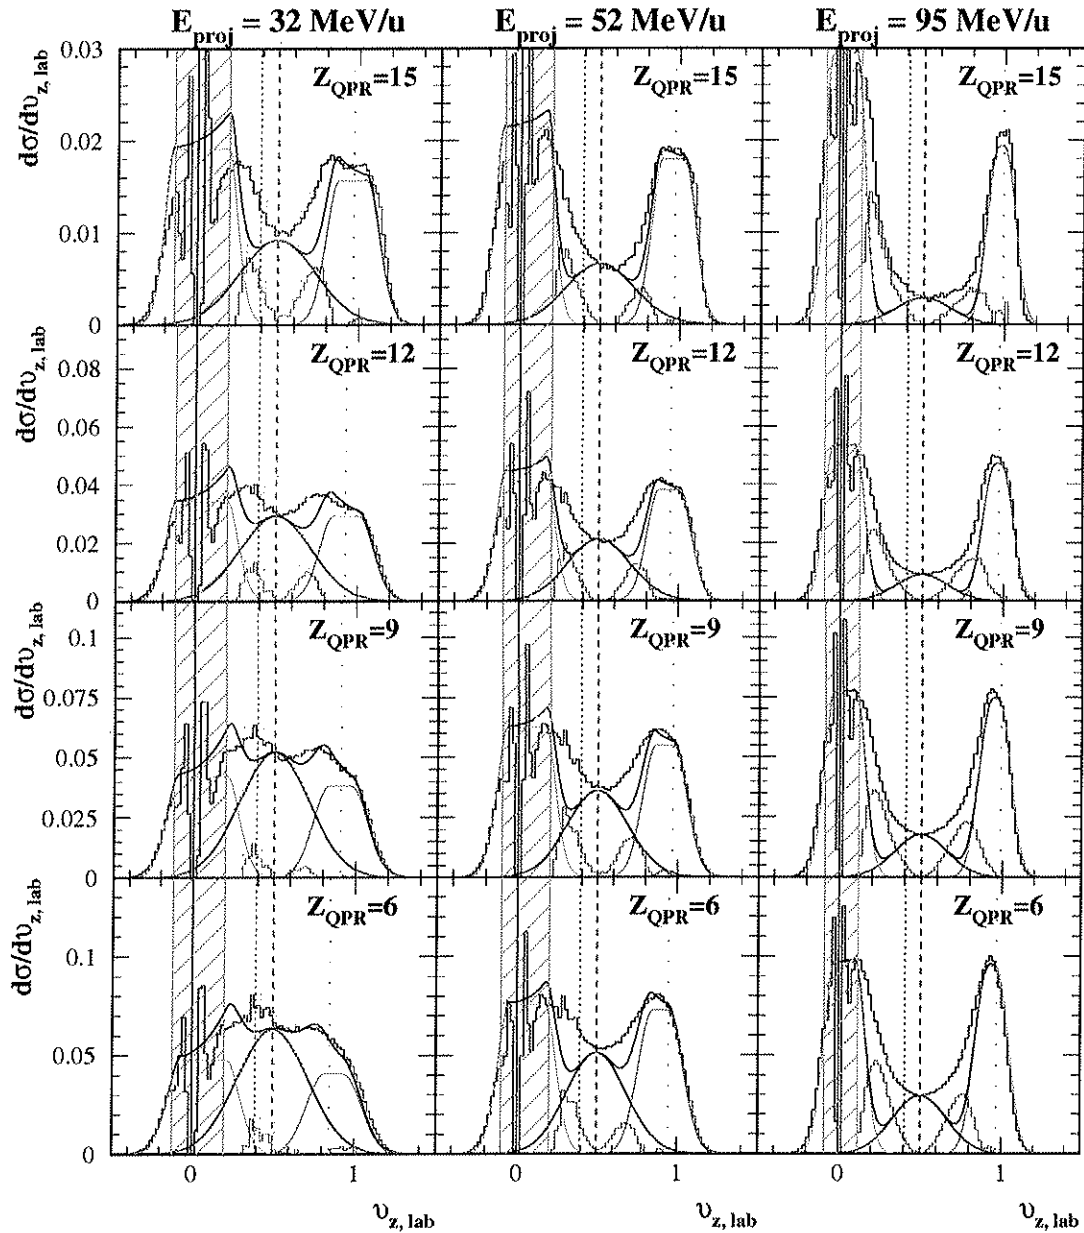 E_proj = 32 MeV/u E_proj = 52 MeV/u E_proj = 95 MeV/u
dσ/dυ_z, lab 0.03 0.02 0.01 0 Z_QPR=15 Z_QPR=15 Z_QPR=15
dσ/dυ_z, lab 0.08 0.06 0.04 0.02 0 Z_QPR=12 Z_QPR=12 Z_QPR=12
dσ/dυ_z, lab 0.1 0.075 0.05 0.025 0 Z_QPR=9 Z_QPR=9 Z_QPR=9
dσ/dυ_z, lab 0.1 0.05 0 Z_QPR=6 Z_QPR=6 Z_QPR=6
0 1 0 1 0 1
υ_z, lab υ_z, lab υ_z, lab